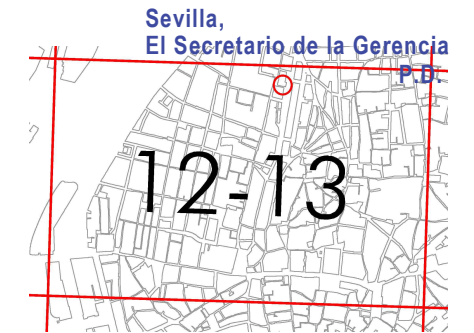 Sevilla,
El Secretario de la Gerencia
P.D.
12-13